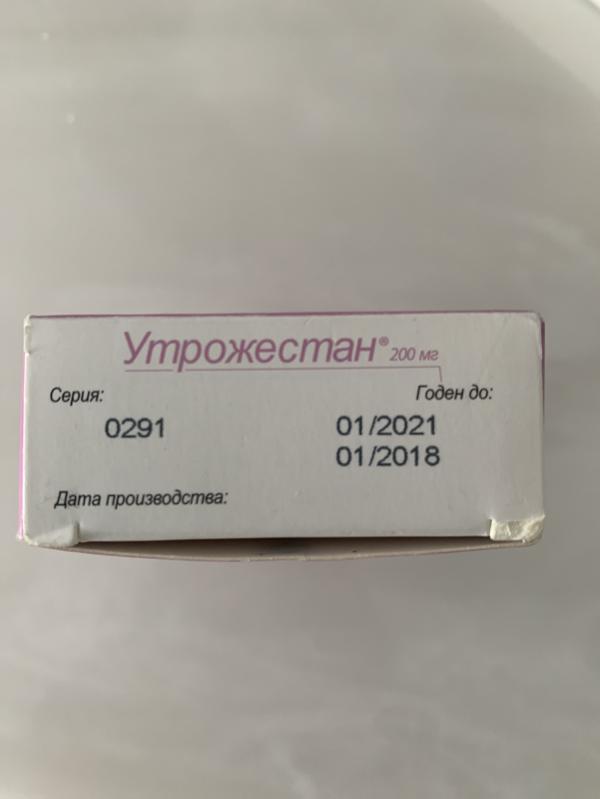 Утрожестан® 200 мг
Серия: Годен до:
0291 01/2021
01/2018
Дата производства: